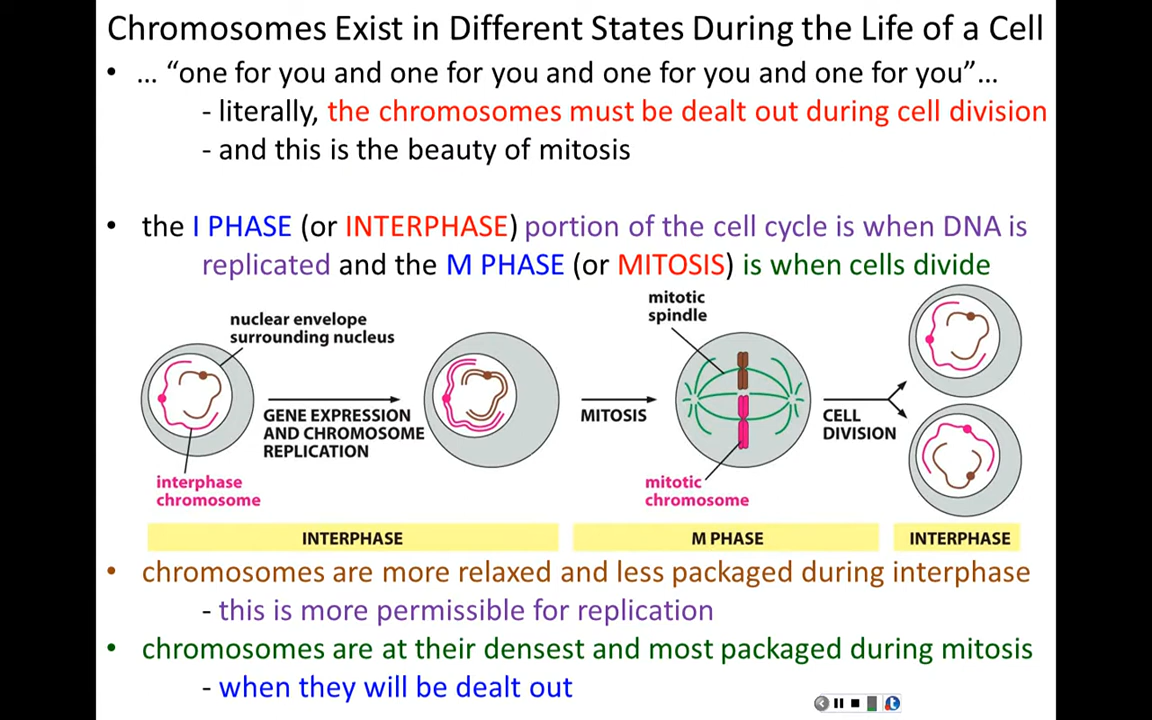 Chromosomes Exist in Different States During the Life of a Cell
• … “one for you and one for you and one for you and one for you”…
- literally, the chromosomes must be dealt out during cell division
- and this is the beauty of mitosis
• the I PHASE (or INTERPHASE) portion of the cell cycle is when DNA is
replicated and the M PHASE (or MITOSIS) is when cells divide
nuclear envelope
surrounding nucleus
GENE EXPRESSION
AND CHROMOSOME
REPLICATION
interphase
chromosome
MITOSIS
mitotic
spindle
mitotic
chromosome
CELL
DIVISION
INTERPHASE
M PHASE
INTERPHASE
• chromosomes are more relaxed and less packaged during interphase
- this is more permissible for replication
• chromosomes are at their densest and most packaged during mitosis
- when they will be dealt out
t